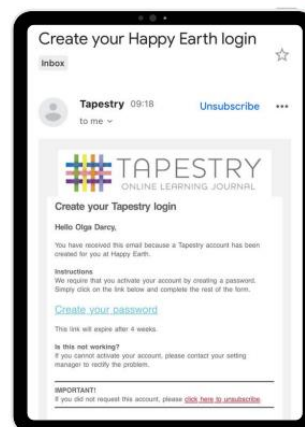 Create your Happy Earth login
Inbox
Tapestry 09:18
Unsubscribe
to me
TAPESTRY
ONLINE LEARNING JOURNAL
Create your Tapestry login
Hello Olga Darcy,
You have received this email because a Tapestry account has been
created for you at Happy Earth.
Instructions
We require that you activate your account by creating a password.
Simply click on the link below and complete the rest of the form.
Create your password
This link will expire after 4 weeks.
Is this not working?
If you cannot activate your account, please contact your setting
manager to rectify the problem.
IMPORTANT!
If you did not request this account, please click here to unsubscribe.